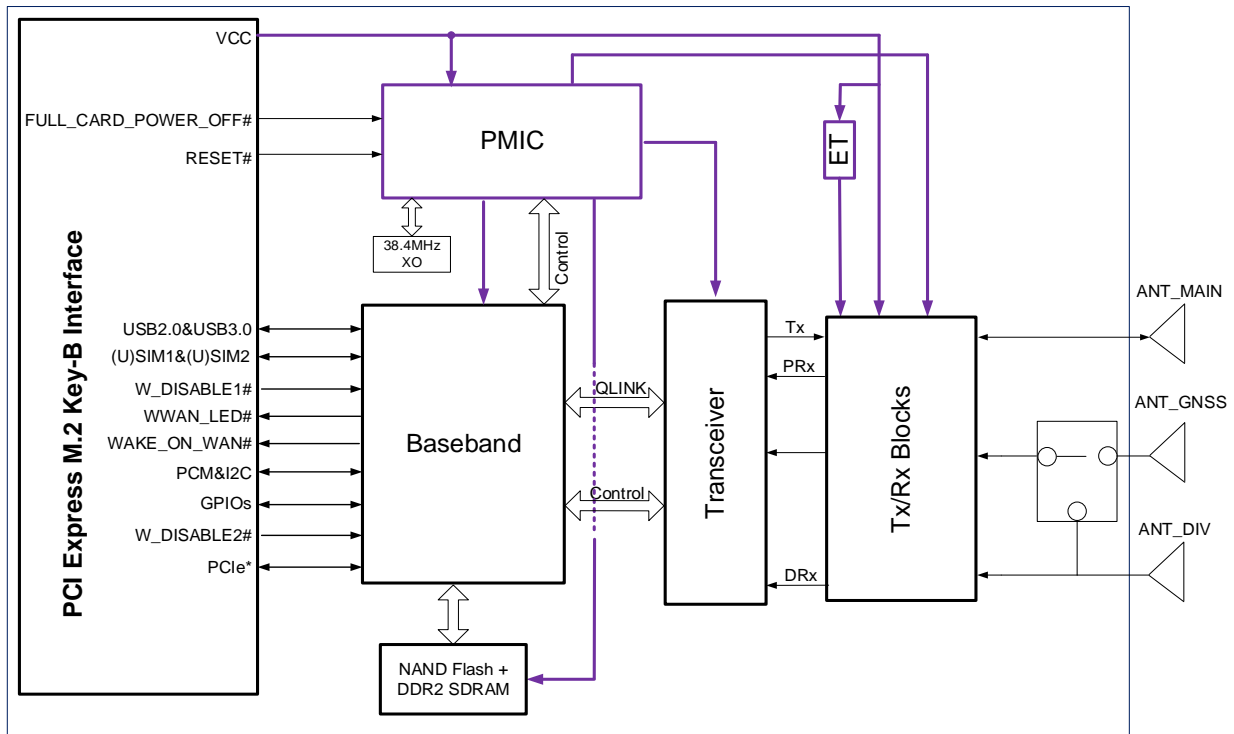 VCC
FULL_CARD_POWER_OFF#
RESET#
PCI Express M.2 Key-B Interface
USB2.0&USB3.0
(U)SIM1&(U)SIM2
W_DISABLE1#
WWAN_LED#
WAKE_ON_WAN#
PCM&I2C
GPIOs
W_DISABLE2#
PCIe*
PMIC
38.4MHz
XO
Control
Baseband
NAND Flash +
DDR2 SDRAM
QLINK
Control
Transceiver
Tx
PRx
DRx
ET
Tx/Rx Blocks
ANT_MAIN
ANT_GNSS
ANT_DIV